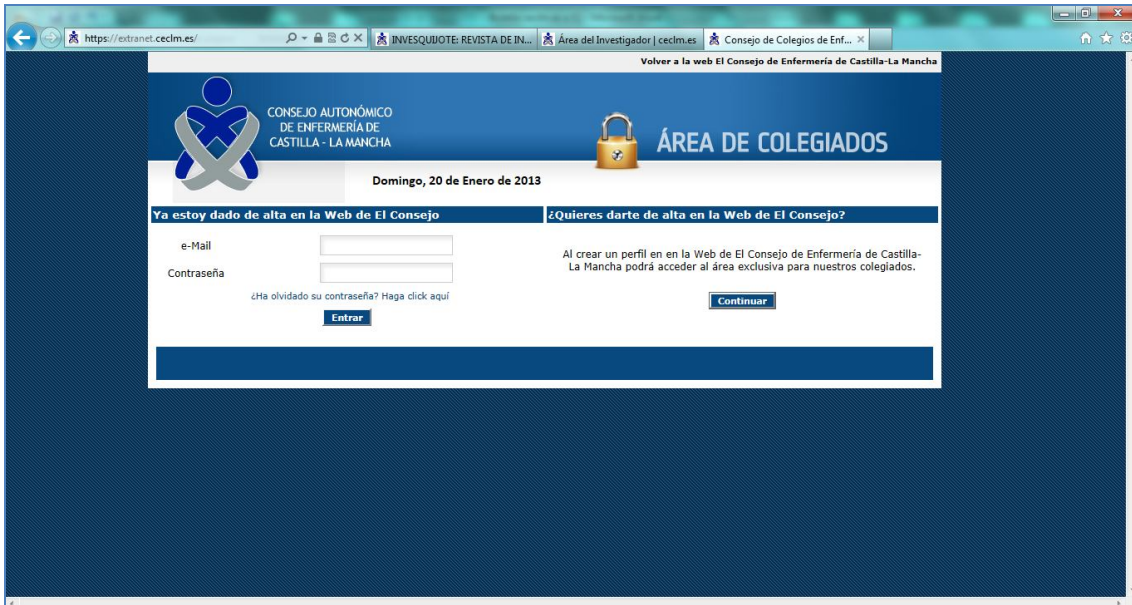 https://extranet.ceclm.es/
INVESQUIJOTE: REVISTA DE IN...
Área del Investigador | ceclm.es
Consejo de Colegios de Enf...
Volver a la web El Consejo de Enfermería de Castilla-La Mancha
CONSEJO AUTONÓMICO
DE ENFERMERÍA DE
CASTILLA - LA MANCHA
ÁREA DE COLEGIADOS
Domingo, 20 de Enero de 2013
Ya estoy dado de alta en la Web de El Consejo
e-Mail
Contraseña
¿Ha olvidado su contraseña? Haga click aquí
Entrar
¿Quieres darte de alta en la Web de El Consejo?
Al crear un perfil en en la Web de El Consejo de Enfermería de Castilla-
La Mancha podrá acceder al área exclusiva para nuestros colegiados.
Continuar